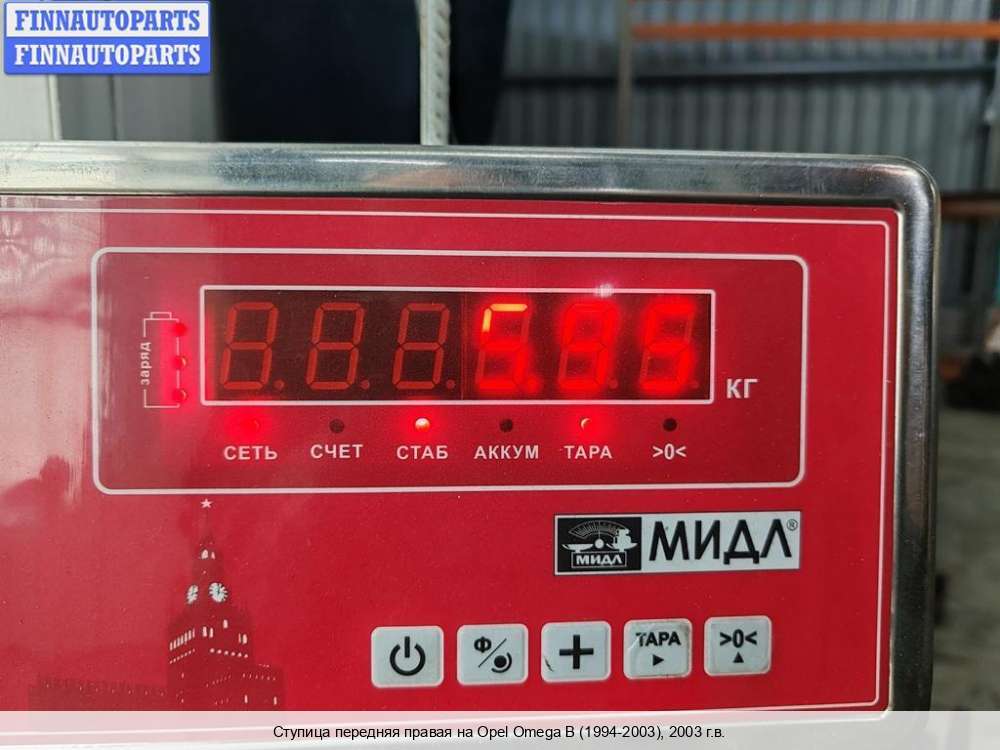 FINNAUTOPARTS
FINNAUTOPARTS
заряд
КГ
СЕТЬ СЧЕТ СТАБ АККУМ ТАРА >0<
МИДЛ МИДЛ®
Ф ТАРА >0<
Ступица передняя правая на Opel Omega B (1994-2003), 2003 г.в.